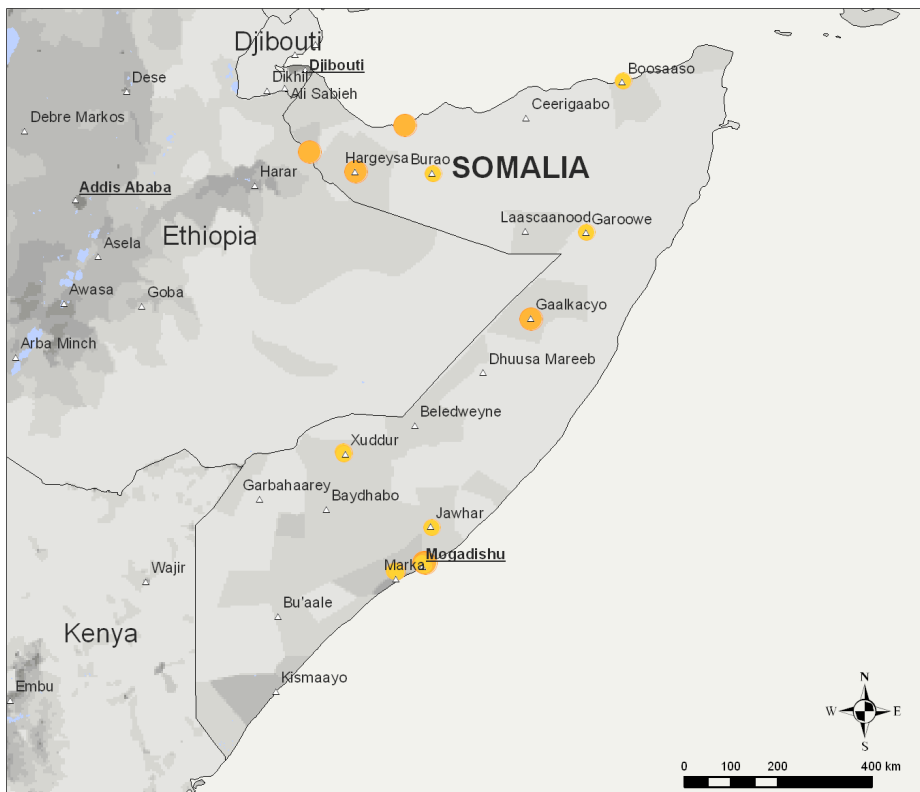 Djibouti
Djibouti
Boosaaso
Dese
Dikhil
Ali Sabieh
Ceerigaabo
Debre Markos
Hargeysa
Burao
SOMALIA
Harar
Addis Ababa
Laascaanood
Garoowe
Ethiopia
Asela
Awasa
Goba
Gaalkacyo
Arba Minch
Dhuusa Mareeb
Beledweyne
Xuddur
Garbahaarey
Baydhabo
Jawhar
Mogadishu
Marka
Wajir
Bu'aale
Kenya
Kismaayo
Embu
N
W
E
S
0 100 200 400 km